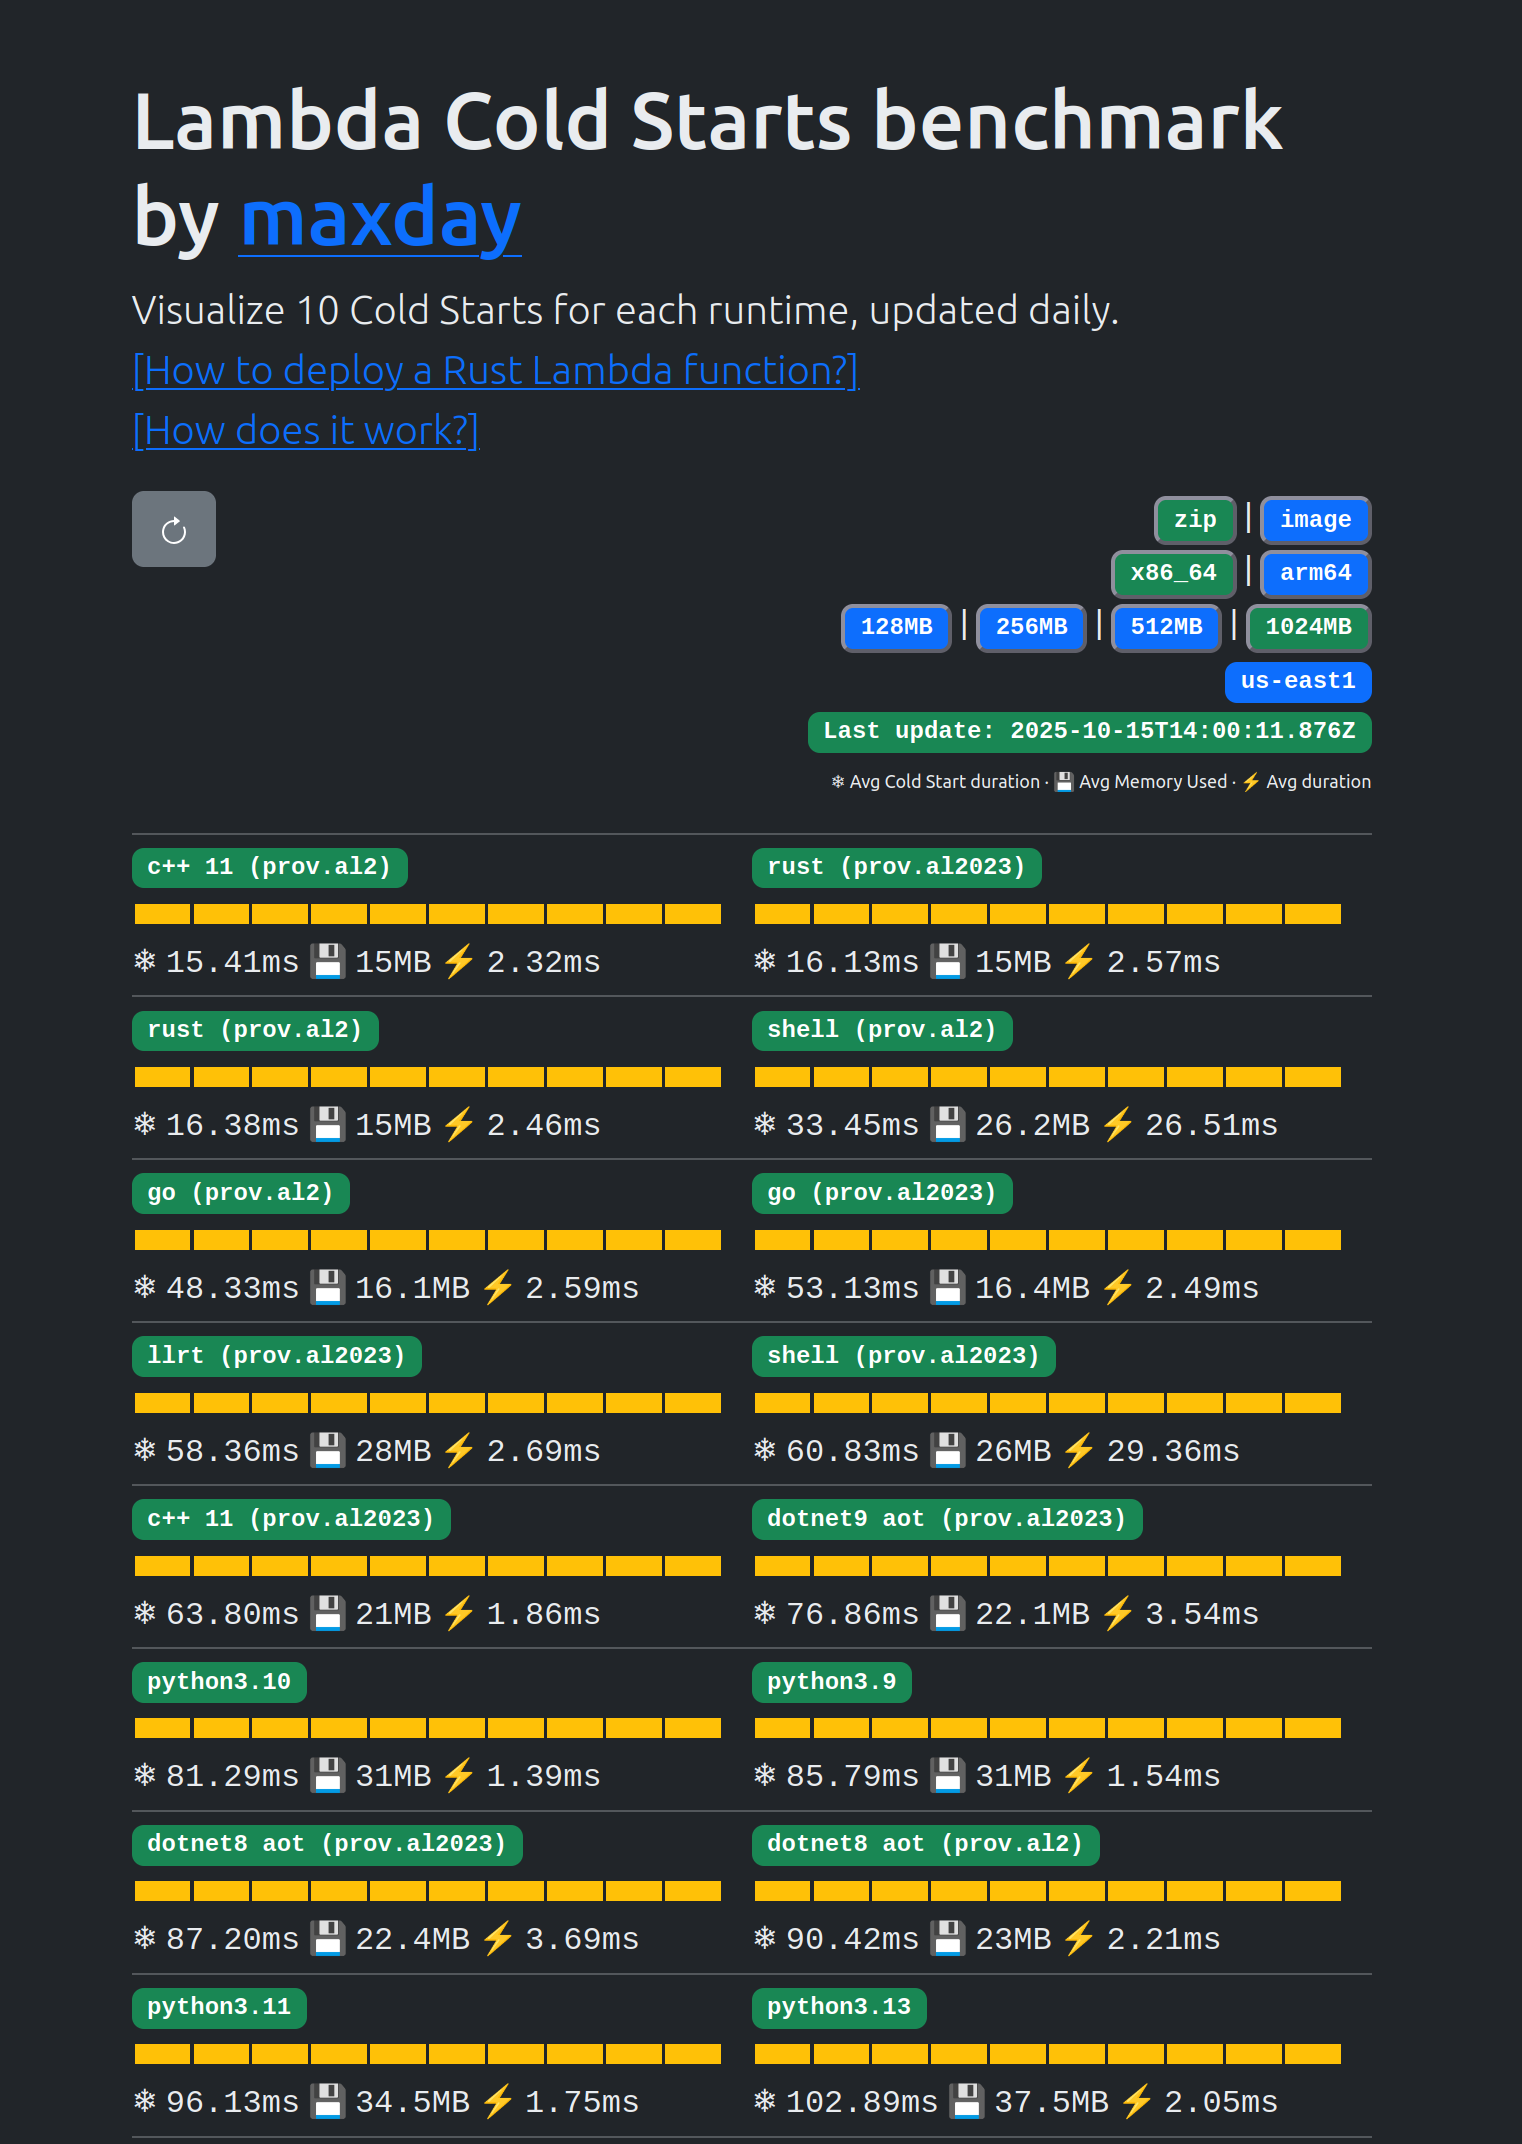 Lambda Cold Starts benchmark
by maxday
Visualize 10 Cold Starts for each runtime, updated daily.
[How to deploy a Rust Lambda function?]
[How does it work?]
zip | image
x86_64 | arm64
128MB | 256MB | 512MB | 1024MB
us-east1
Last update: 2025-10-15T14:00:11.876Z
❄ Avg Cold Start duration · 💾 Avg Memory Used · ⚡ Avg duration
c++ 11 (prov.al2)
❄ 15.41ms 💾 15MB ⚡ 2.32ms
rust (prov.al2023)
❄ 16.13ms 💾 15MB ⚡ 2.57ms
rust (prov.al2)
❄ 16.38ms 💾 15MB ⚡ 2.46ms
shell (prov.al2)
❄ 33.45ms 💾 26.2MB ⚡ 26.51ms
go (prov.al2)
❄ 48.33ms 💾 16.1MB ⚡ 2.59ms
go (prov.al2023)
❄ 53.13ms 💾 16.4MB ⚡ 2.49ms
llrt (prov.al2023)
❄ 58.36ms 💾 28MB ⚡ 2.69ms
shell (prov.al2023)
❄ 60.83ms 💾 26MB ⚡ 29.36ms
c++ 11 (prov.al2023)
❄ 63.80ms 💾 21MB ⚡ 1.86ms
dotnet9 aot (prov.al2023)
❄ 76.86ms 💾 22.1MB ⚡ 3.54ms
python3.10
❄ 81.29ms 💾 31MB ⚡ 1.39ms
python3.9
❄ 85.79ms 💾 31MB ⚡ 1.54ms
dotnet8 aot (prov.al2023)
❄ 87.20ms 💾 22.4MB ⚡ 3.69ms
dotnet8 aot (prov.al2)
❄ 90.42ms 💾 23MB ⚡ 2.21ms
python3.11
❄ 96.13ms 💾 34.5MB ⚡ 1.75ms
python3.13
❄ 102.89ms 💾 37.5MB ⚡ 2.05ms